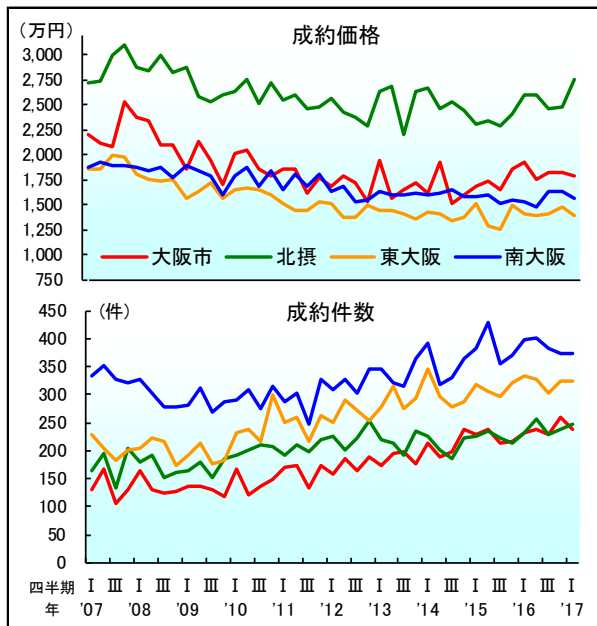 (万円)
成約価格
3,000
2,750
2,500
2,250
2,000
1,750
1,500
1,250
1,000
750
大阪市 北摂 東大阪 南大阪
450
(件)
成約件数
400
350
300
250
200
150
100
50
0
四半期 Ⅰ Ⅲ Ⅰ Ⅲ Ⅰ Ⅲ Ⅰ Ⅲ Ⅰ Ⅲ Ⅰ Ⅲ Ⅰ Ⅲ Ⅰ Ⅲ Ⅰ Ⅲ Ⅰ Ⅲ Ⅰ
年 '07 '08 '09 '10 '11 '12 '13 '14 '15 '16 '17